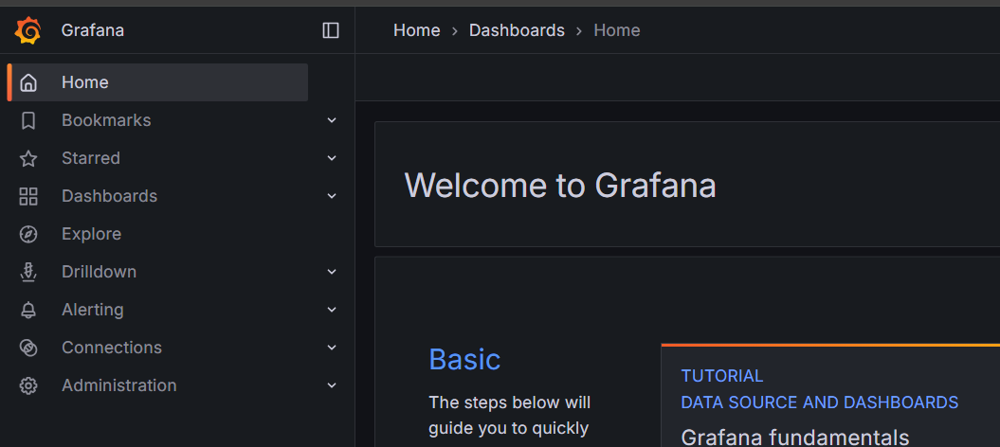 Grafana
Home > Dashboards > Home
Home
Bookmarks
Starred
Dashboards
Explore
Drilldown
Alerting
Connections
Administration
Welcome to Grafana
Basic
The steps below will
guide you to quickly
TUTORIAL
DATA SOURCE AND DASHBOARDS
Grafana fundamentals